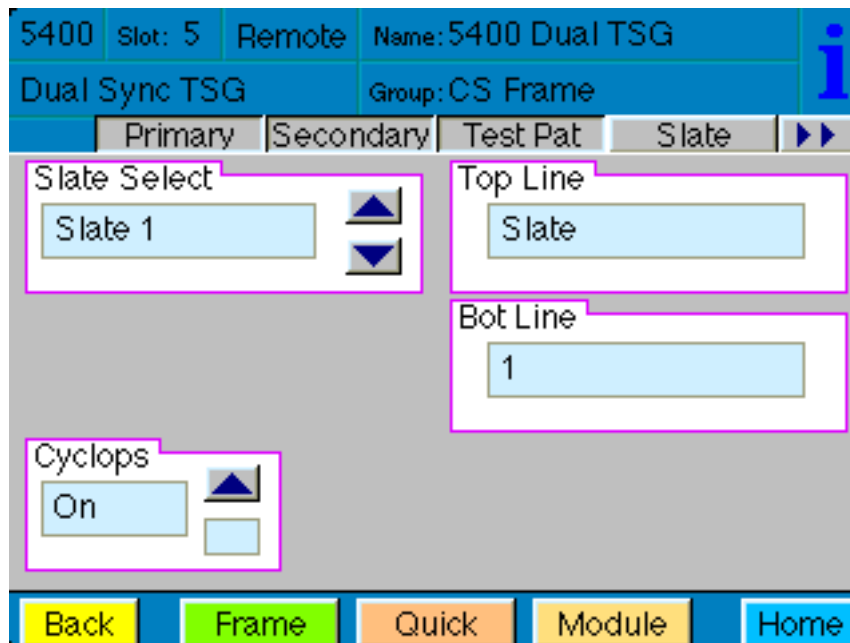 5400 Slot: 5 Remote Name: 5400 Dual TSG
Dual Sync TSG Group: CS Frame
i
Primary Secondary Test Pat Slate
Slate Select
Slate 1
Top Line
Slate
Bot Line
1
Cyclops
On
Back Frame Quick Module Home